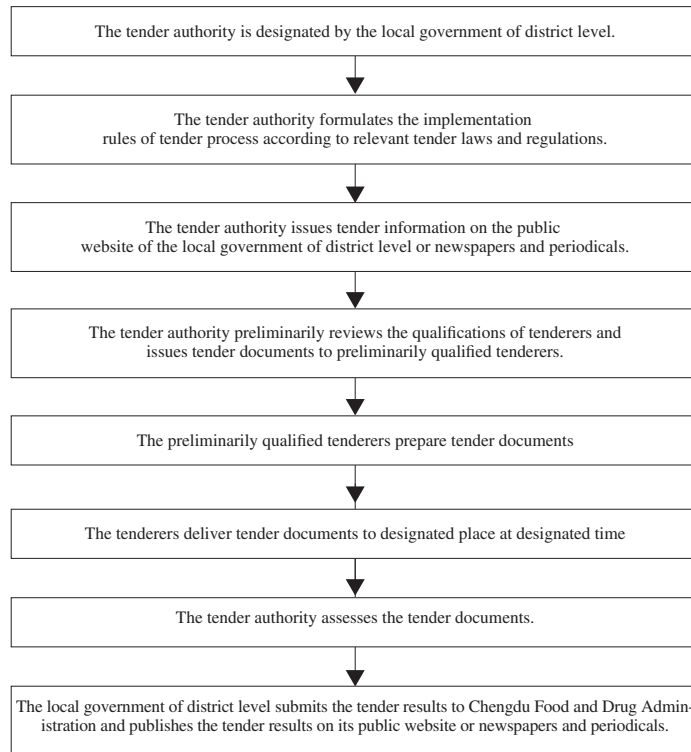 The tender authority is designated by the local government of district level.
The tender authority formulates the implementation
rules of tender process according to relevant tender laws and regulations.
The tender authority issues tender information on the public
website of the local government of district level or newspapers and periodicals.
The tender authority preliminarily reviews the qualifications of tenderers and
issues tender documents to preliminarily qualified tenderers.
The preliminarily qualified tenderers prepare tender documents
The tenderers deliver tender documents to designated place at designated time
The tender authority assesses the tender documents.
The local government of district level submits the tender results to Chengdu Food and Drug Admin-
istration and publishes the tender results on its public website or newspapers and periodicals.